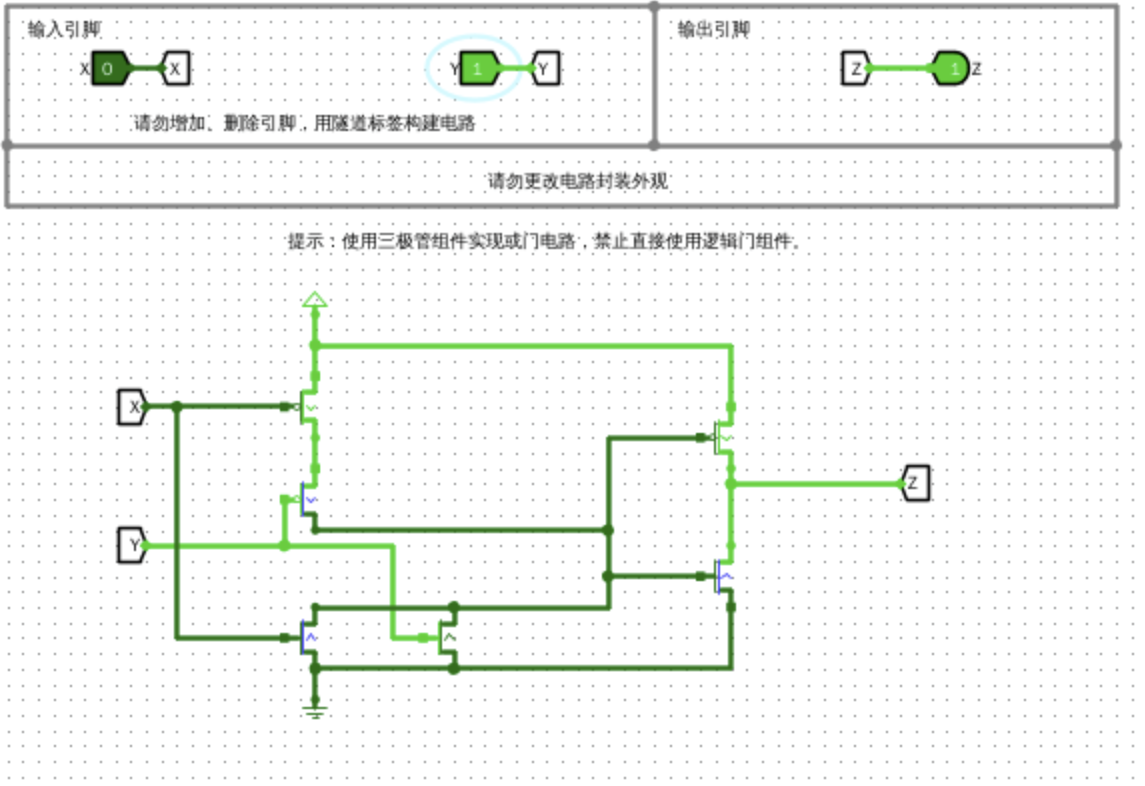 输入引脚
输出引脚
X 0 X
Y 1 Y
Z 1 Z
请勿增加、删除引脚，用隧道标签构建电路
请勿更改电路封装外观
提示：使用三极管组件实现或门电路，禁止直接使用逻辑门组件。
X
Z
Y